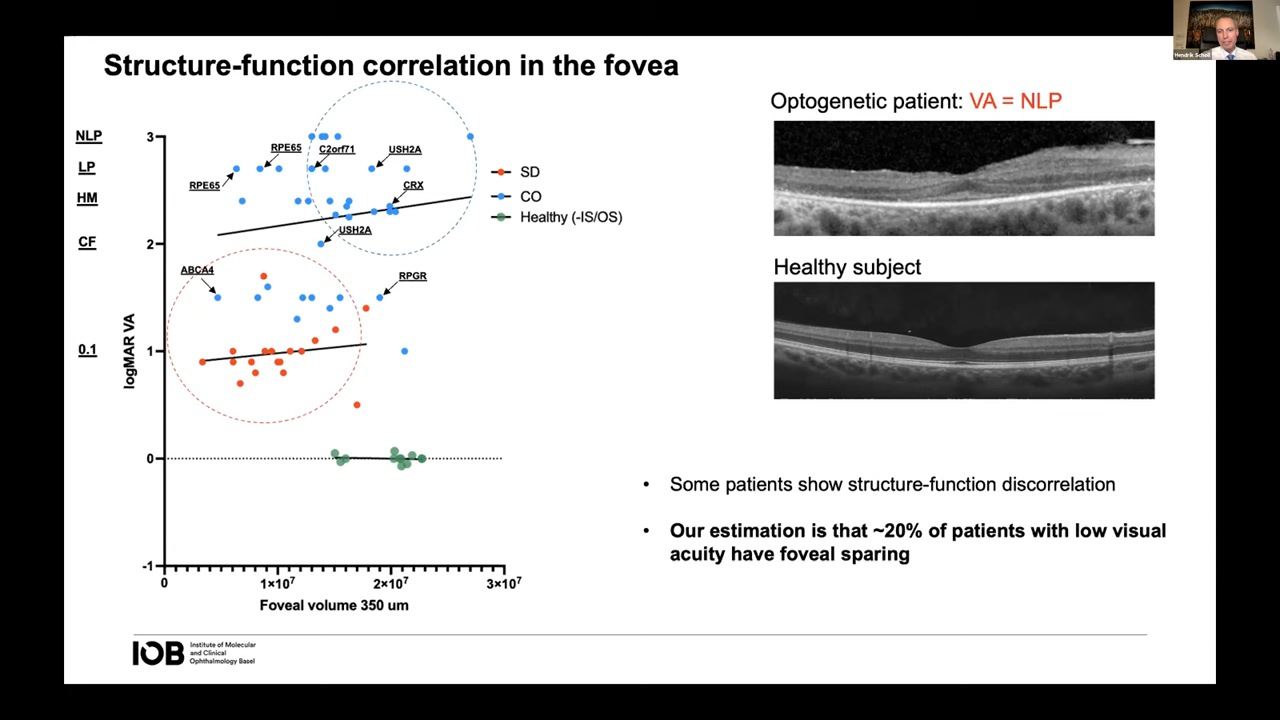 Structure-function correlation in the fovea
Hendrik Scholl
Optogenetic patient: VA = NLP
Healthy subject
NLP
LP
HM
CF
0.1
logMAR VA
3
2
1
0
-1
RPE65
RPE65
C2orf71
USH2A
CRX
USH2A
ABCA4
RPGR
SD
CO
Healthy (-IS/OS)
0
1×10⁷
2×10⁷
3×10⁷
Foveal volume 350 um
• Some patients show structure-function discorrelation
• Our estimation is that ~20% of patients with low visual
acuity have foveal sparing
IOB
Institute of Molecular
and Clinical
Ophthalmology Basel